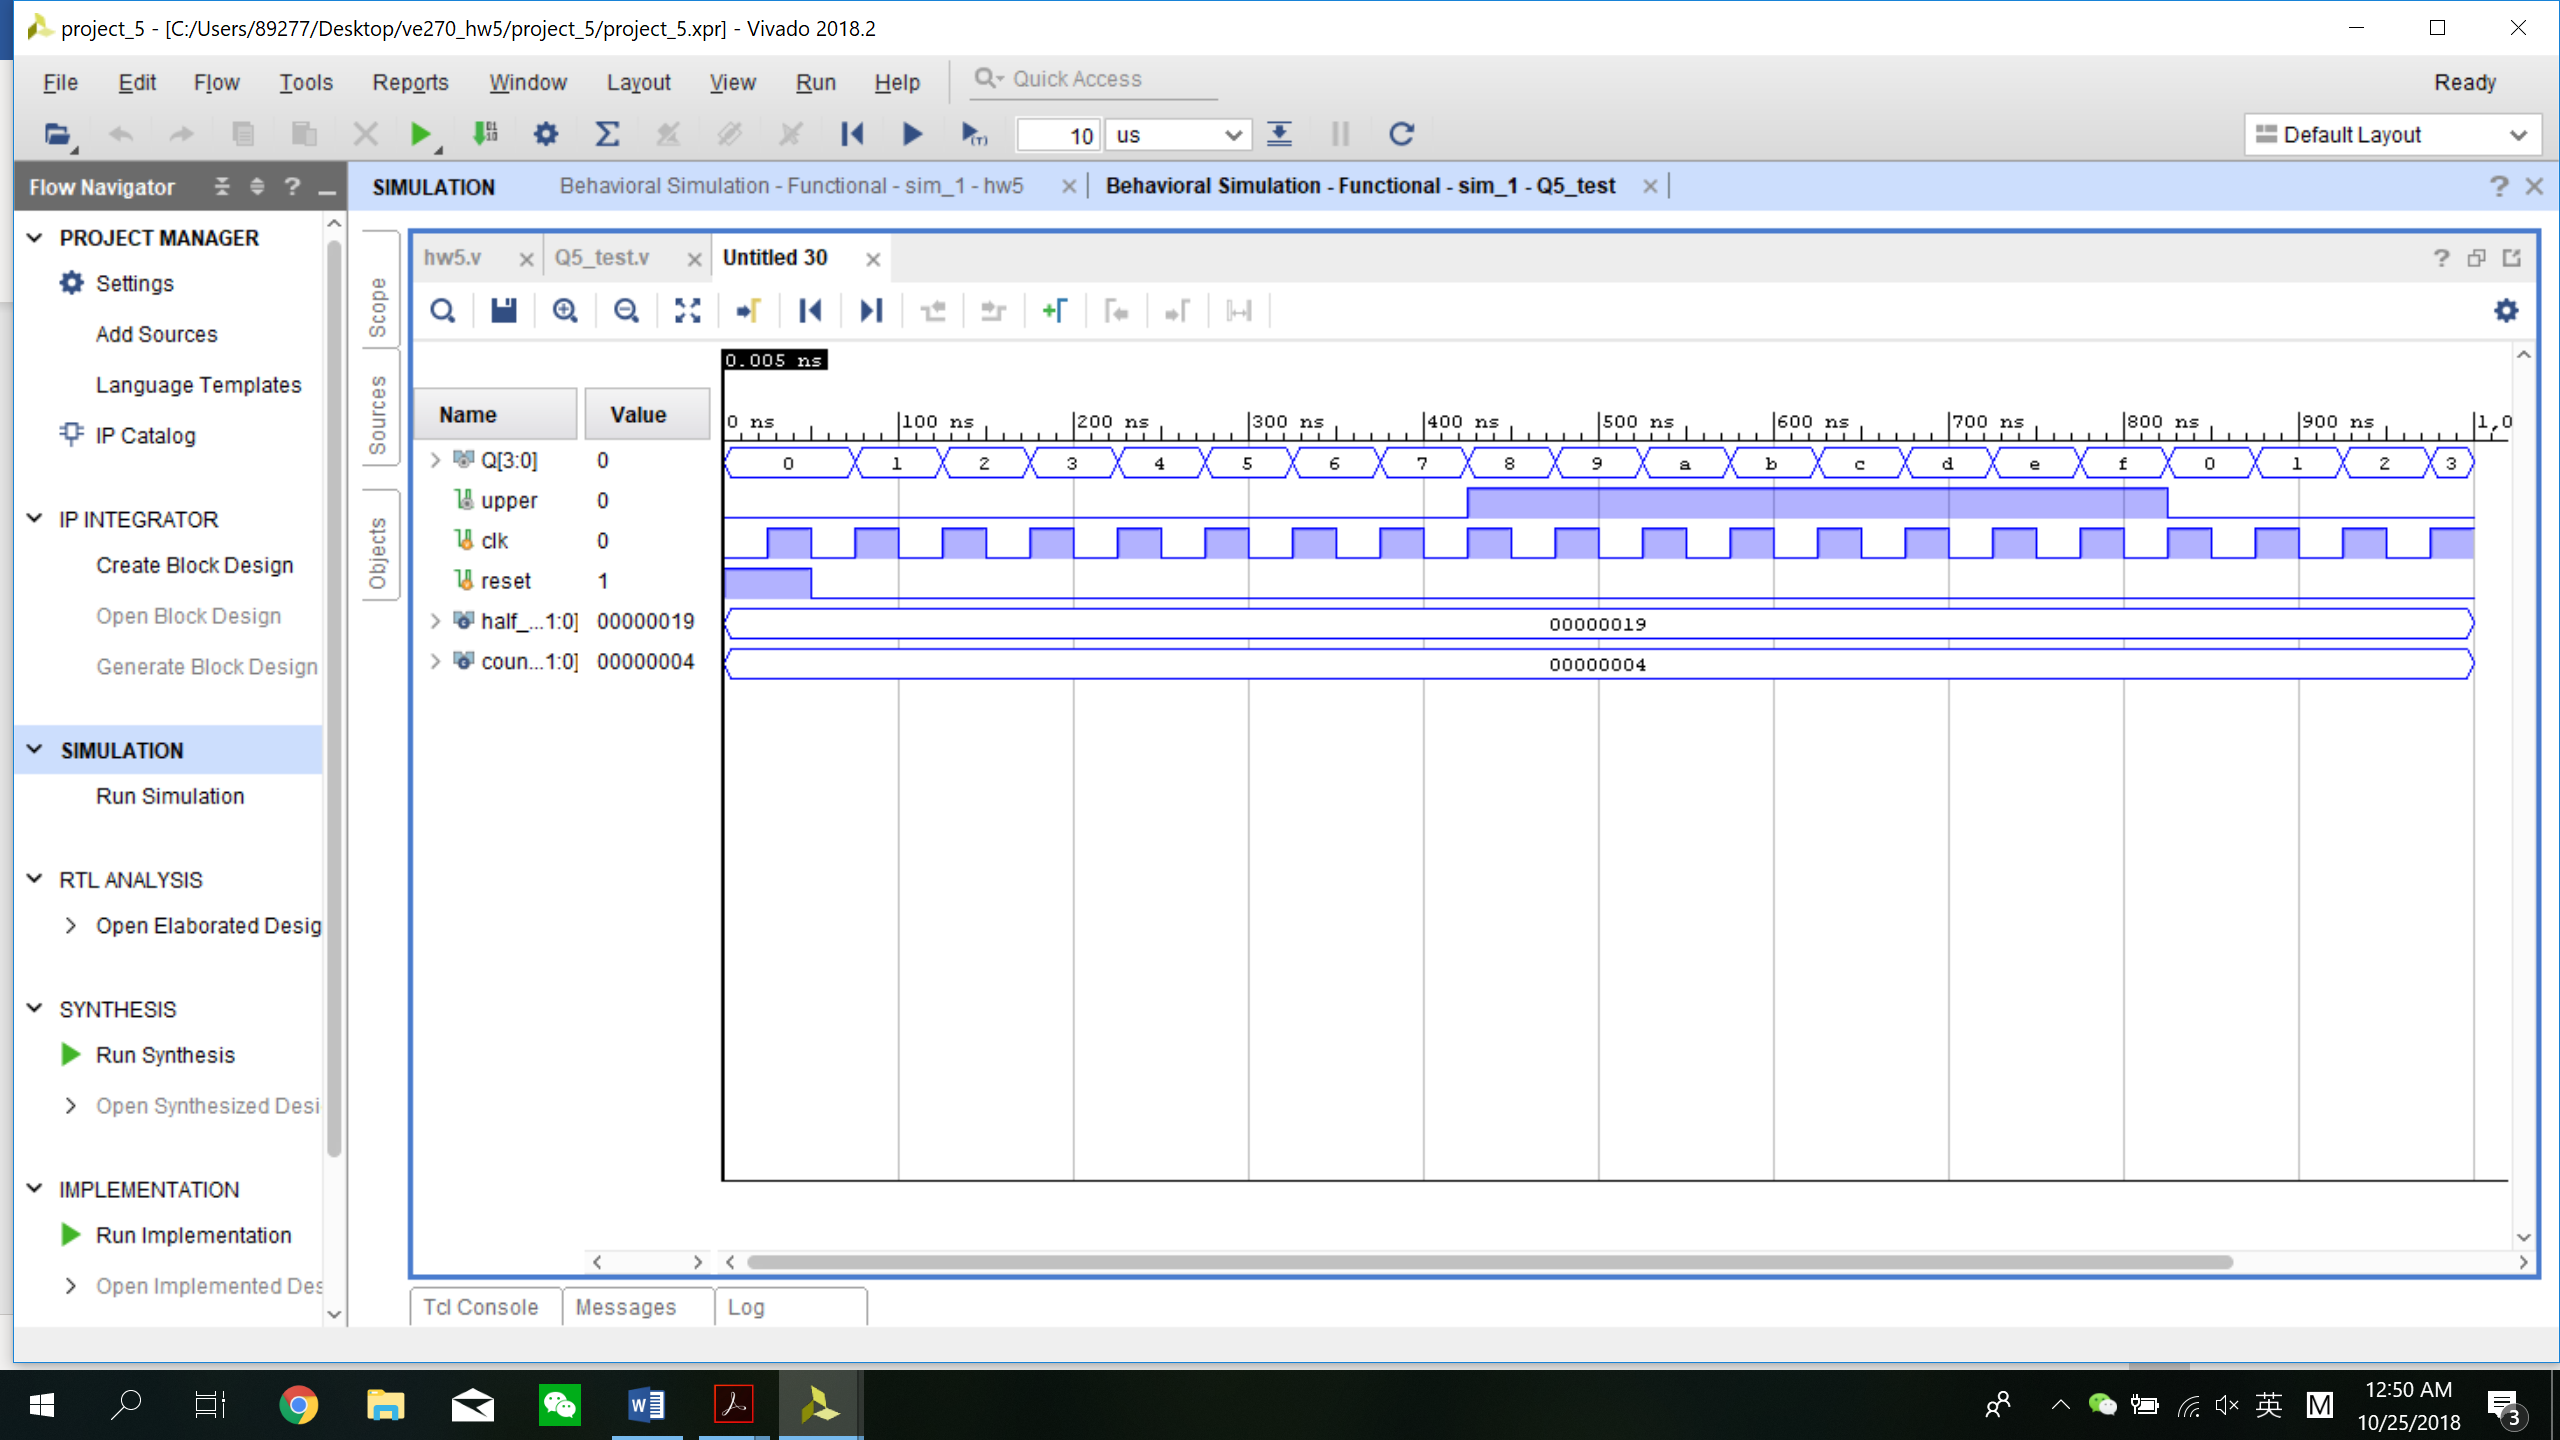 project_5 - [C:/Users/89277/Desktop/ve270_hw5/project_5/project_5.xpr] - Vivado 2018.2
File Edit Flow Tools Reports Window Layout View Run Help Quick Access Ready
10 us Default Layout
Flow Navigator
SIMULATION Behavioral Simulation - Functional - sim_1 - hw5 Behavioral Simulation - Functional - sim_1 - Q5_test
PROJECT MANAGER
Settings
Add Sources
Language Templates
IP Catalog
IP INTEGRATOR
Create Block Design
Open Block Design
Generate Block Design
SIMULATION
Run Simulation
RTL ANALYSIS
Open Elaborated Desig
SYNTHESIS
Run Synthesis
Open Synthesized Desi
IMPLEMENTATION
Run Implementation
Open Implemented Des
Scope
Sources
Objects
hw5.v Q5_test.v Untitled 30
0.005 ns
Name Value
0 ns 100 ns 200 ns 300 ns 400 ns 500 ns 600 ns 700 ns 800 ns 900 ns 1,0
Q[3:0] 0 0 1 2 3 4 5 6 7 8 9 a b c d e f 0 1 2 3
upper 0
clk 0
reset 1
half_...1:0] 00000019 00000019
coun...1:0] 00000004 00000004
Tcl Console Messages Log
12:50 AM
英 M
10/25/2018
3